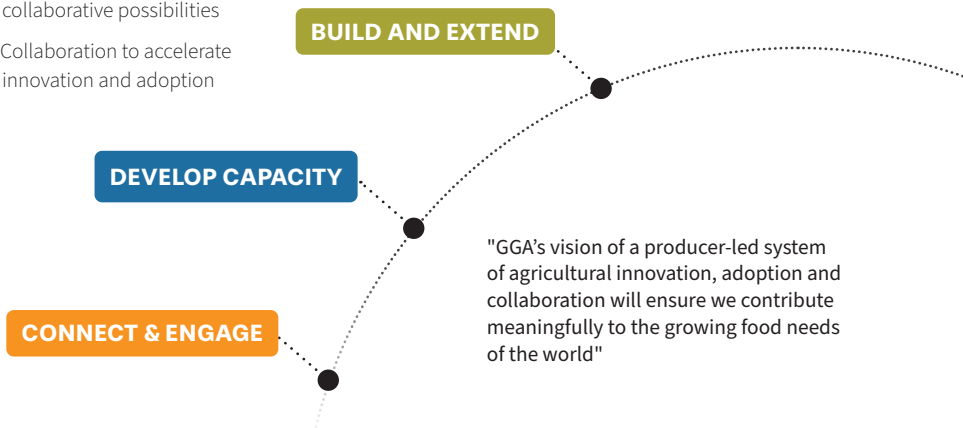 collaborative possibilities
Collaboration to accelerate
innovation and adoption
BUILD AND EXTEND
DEVELOP CAPACITY
CONNECT & ENGAGE
"GGA’s vision of a producer-led system
of agricultural innovation, adoption and
collaboration will ensure we contribute
meaningfully to the growing food needs
of the world"